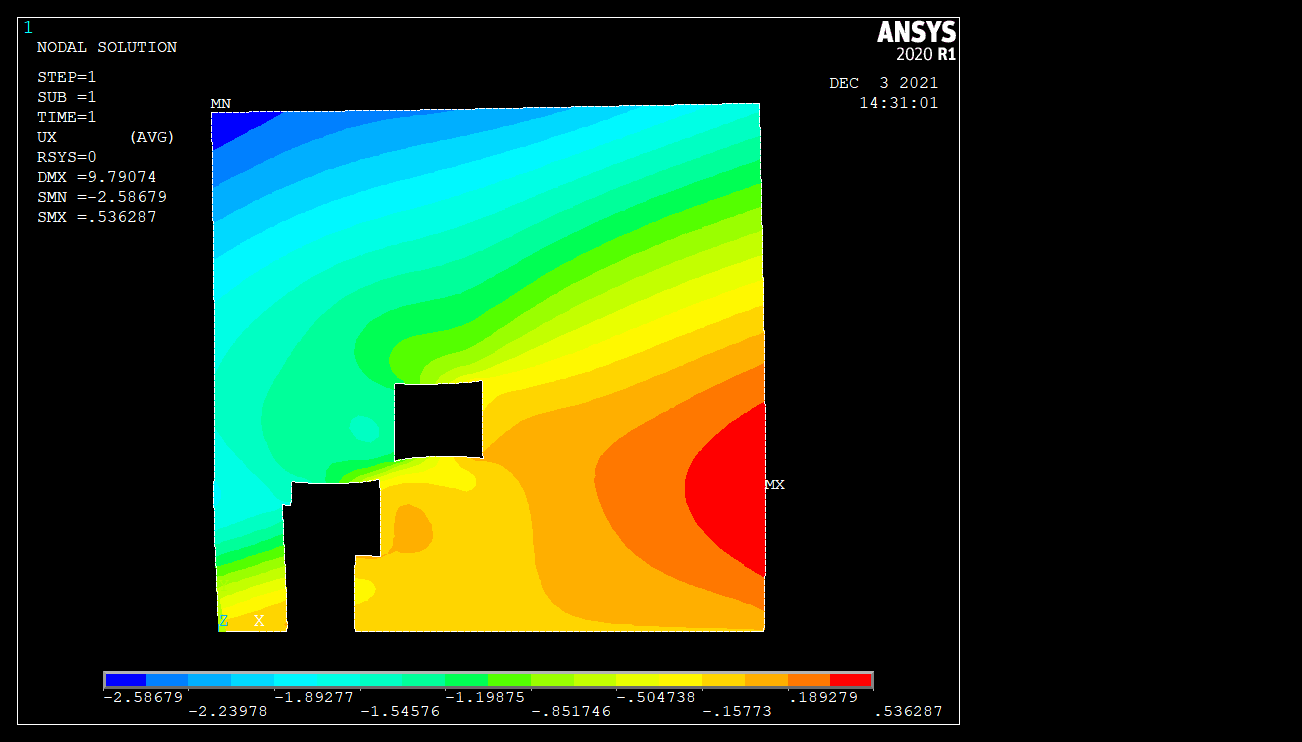 1
NODAL SOLUTION
STEP=1
SUB =1
TIME=1
UX (AVG)
RSYS=0
DMX =9.79074
SMN =-2.58679
SMX =.536287
ANSYS
2020 R1
DEC 3 2021
14:31:01
MN
MX
Z X
-2.58679 -1.89277 -1.19875 -.504738 .189279
-2.23978 -1.54576 -.851746 -.15773 .536287